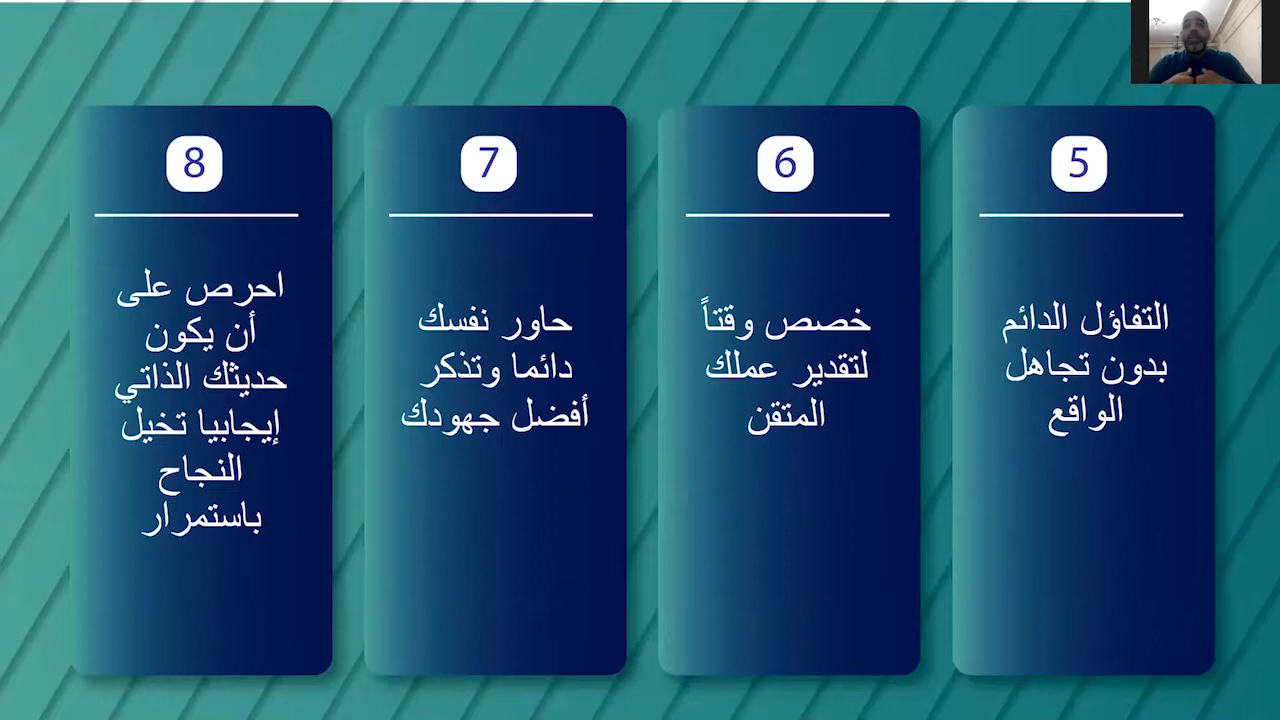 5
التفاؤل الدائم
بدون تجاهل
الواقع
6
خصص وقتاً
لتقدير عملك
المتقن
7
حاور نفسك
دائما وتذكر
أفضل جهودك
8
احرص على
أن يكون
حديثك الذاتي
إيجابيا تخيل
النجاح
باستمرار